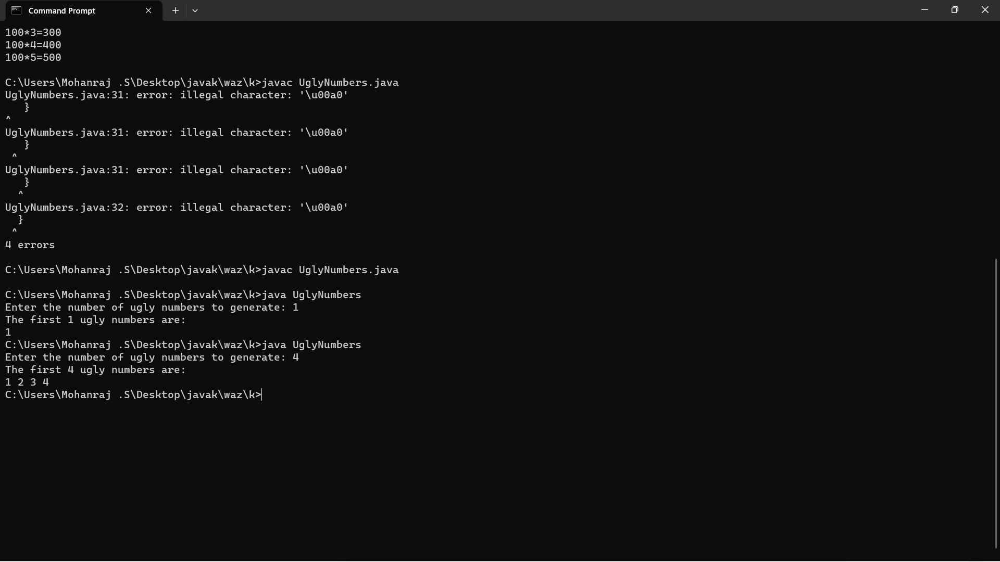 Command Prompt
100*3=300
100*4=400
100*5=500
C:\Users\Mohanraj .S\Desktop\javak\waz\k>javac UglyNumbers.java
UglyNumbers.java:31: error: illegal character: '\u00a0'
    }
^
UglyNumbers.java:31: error: illegal character: '\u00a0'
    }
 ^
UglyNumbers.java:31: error: illegal character: '\u00a0'
    }
  ^
UglyNumbers.java:32: error: illegal character: '\u00a0'
  }
 ^
4 errors
C:\Users\Mohanraj .S\Desktop\javak\waz\k>javac UglyNumbers.java
C:\Users\Mohanraj .S\Desktop\javak\waz\k>java UglyNumbers
Enter the number of ugly numbers to generate: 1
The first 1 ugly numbers are:
1
C:\Users\Mohanraj .S\Desktop\javak\waz\k>java UglyNumbers
Enter the number of ugly numbers to generate: 4
The first 4 ugly numbers are:
1 2 3 4
C:\Users\Mohanraj .S\Desktop\javak\waz\k>